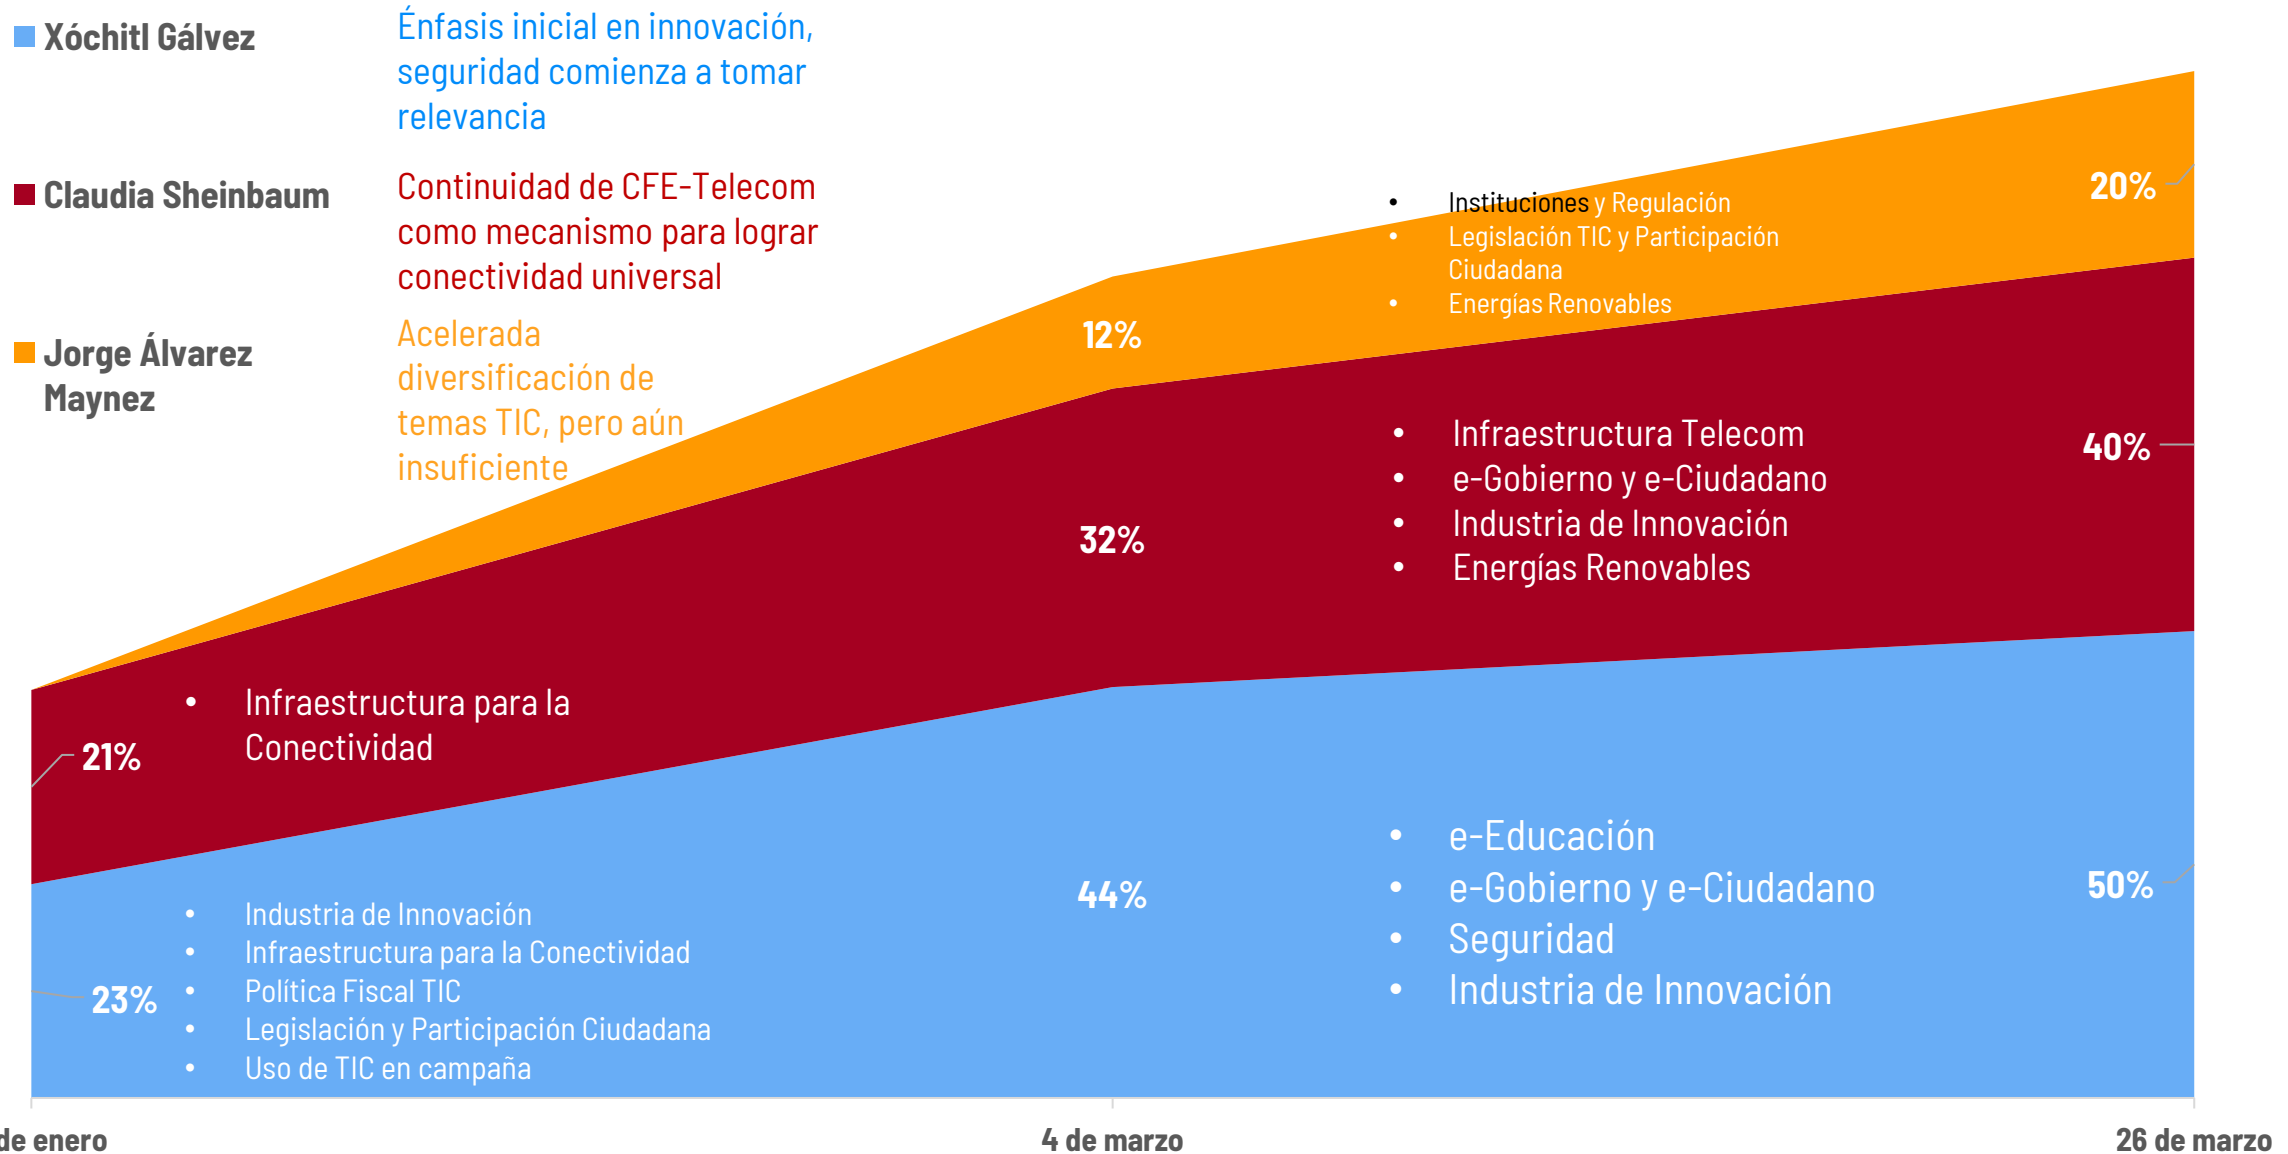 Xóchitl Gálvez
Énfasis inicial en innovación,
seguridad comienza a tomar
relevancia
Claudia Sheinbaum
Continuidad de CFE-Telecom
como mecanismo para lograr
conectividad universal
Jorge Álvarez
Maynez
Acelerada
diversificación de
temas TIC, pero aún
insuficiente
• Instituciones y Regulación
• Legislación TIC y Participación
Ciudadana
• Energías Renovables
20%
12%
• Infraestructura Telecom
• e-Gobierno y e-Ciudadano
• Industria de Innovación
• Energías Renovables
40%
32%
• Infraestructura para la
Conectividad
21%
• e-Educación
• e-Gobierno y e-Ciudadano
• Seguridad
• Industria de Innovación
50%
44%
• Industria de Innovación
• Infraestructura para la Conectividad
• Política Fiscal TIC
• Legislación y Participación Ciudadana
• Uso de TIC en campaña
23%
de enero
4 de marzo
26 de marzo